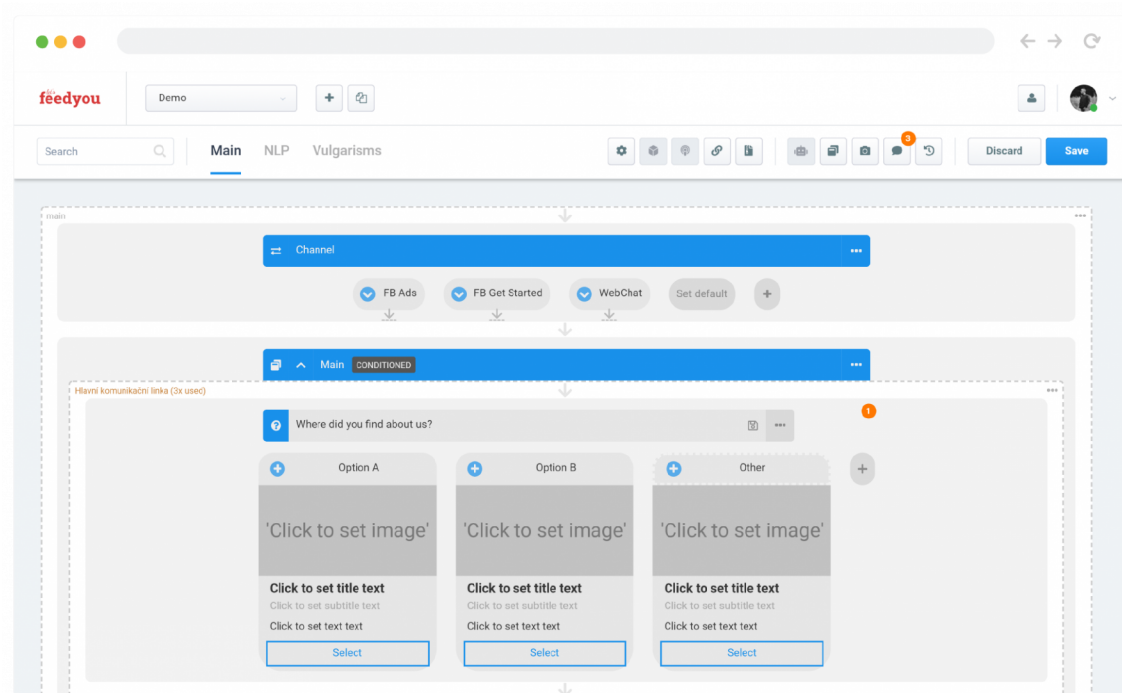 feedyou
Demo
Search
Main
NLP
Vulgarisms
3
Discard
Save
main
Channel
FB Ads
FB Get Started
WebChat
Set default
Main
CONDITIONED
Hlavní komunikační linka (3x used)
1
Where did you find about us?
Option A
Option B
Other
'Click to set image'
'Click to set image'
'Click to set image'
Click to set title text
Click to set title text
Click to set title text
Click to set subtitle text
Click to set subtitle text
Click to set subtitle text
Click to set text text
Click to set text text
Click to set text text
Select
Select
Select